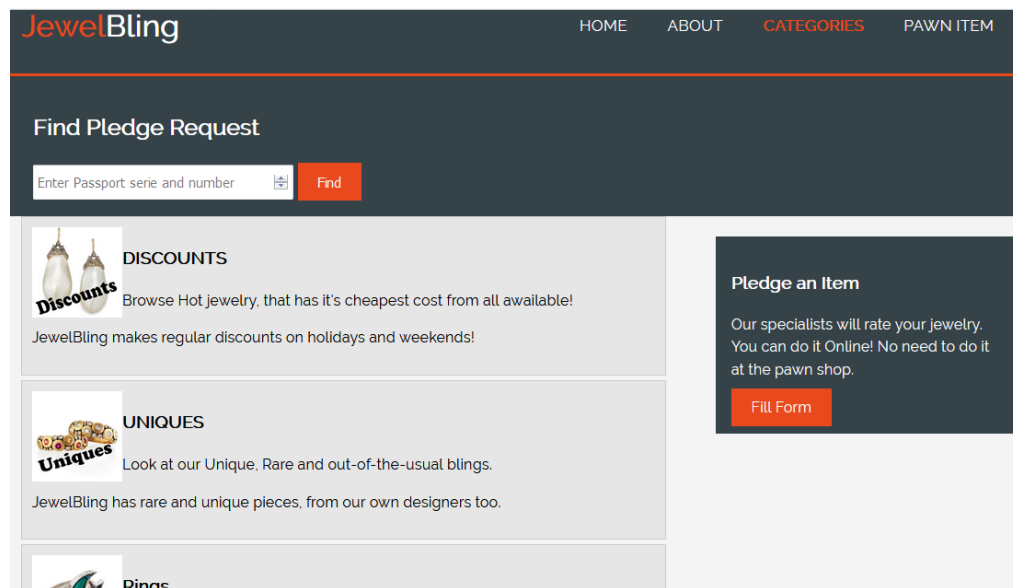 JewelBling
HOME ABOUT CATEGORIES PAWN ITEM
Find Pledge Request
Enter Passport serie and number
Find
Discounts
DISCOUNTS
Browse Hot jewelry, that has it's cheapest cost from all awailable!
JewelBling makes regular discounts on holidays and weekends!
Uniques
UNIQUES
Look at our Unique, Rare and out-of-the-usual blings.
JewelBling has rare and unique pieces, from our own designers too.
Rings
Pledge an Item
Our specialists will rate your jewelry.
You can do it Online! No need to do it
at the pawn shop.
Fill Form